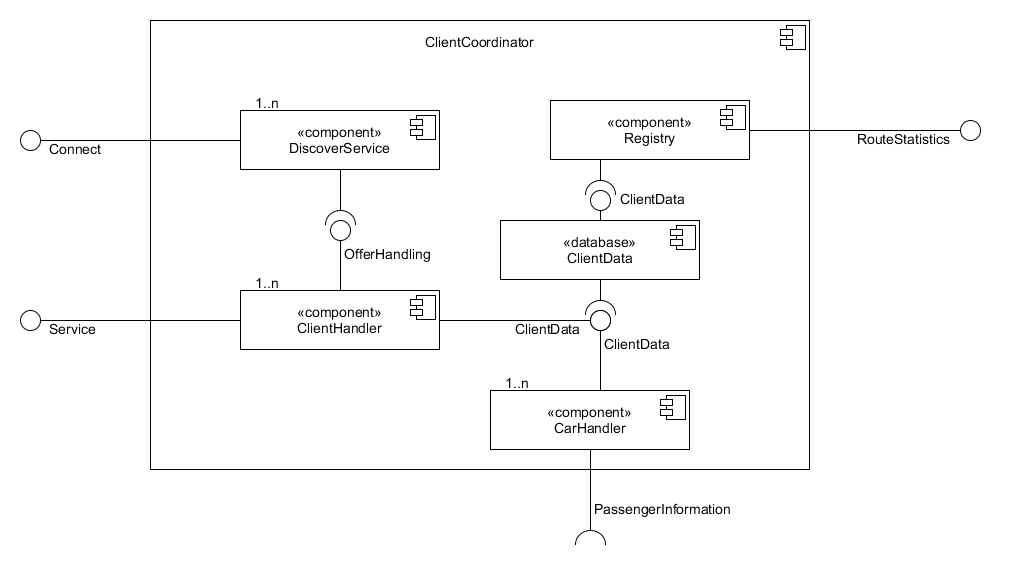 ClientCoordinator
1..n
«component»
DiscoverService
«component»
Registry
Connect
RouteStatistics
ClientData
OfferHandling
«database»
ClientData
1..n
«component»
ClientHandler
Service
ClientData
ClientData
1..n
«component»
CarHandler
PassengerInformation